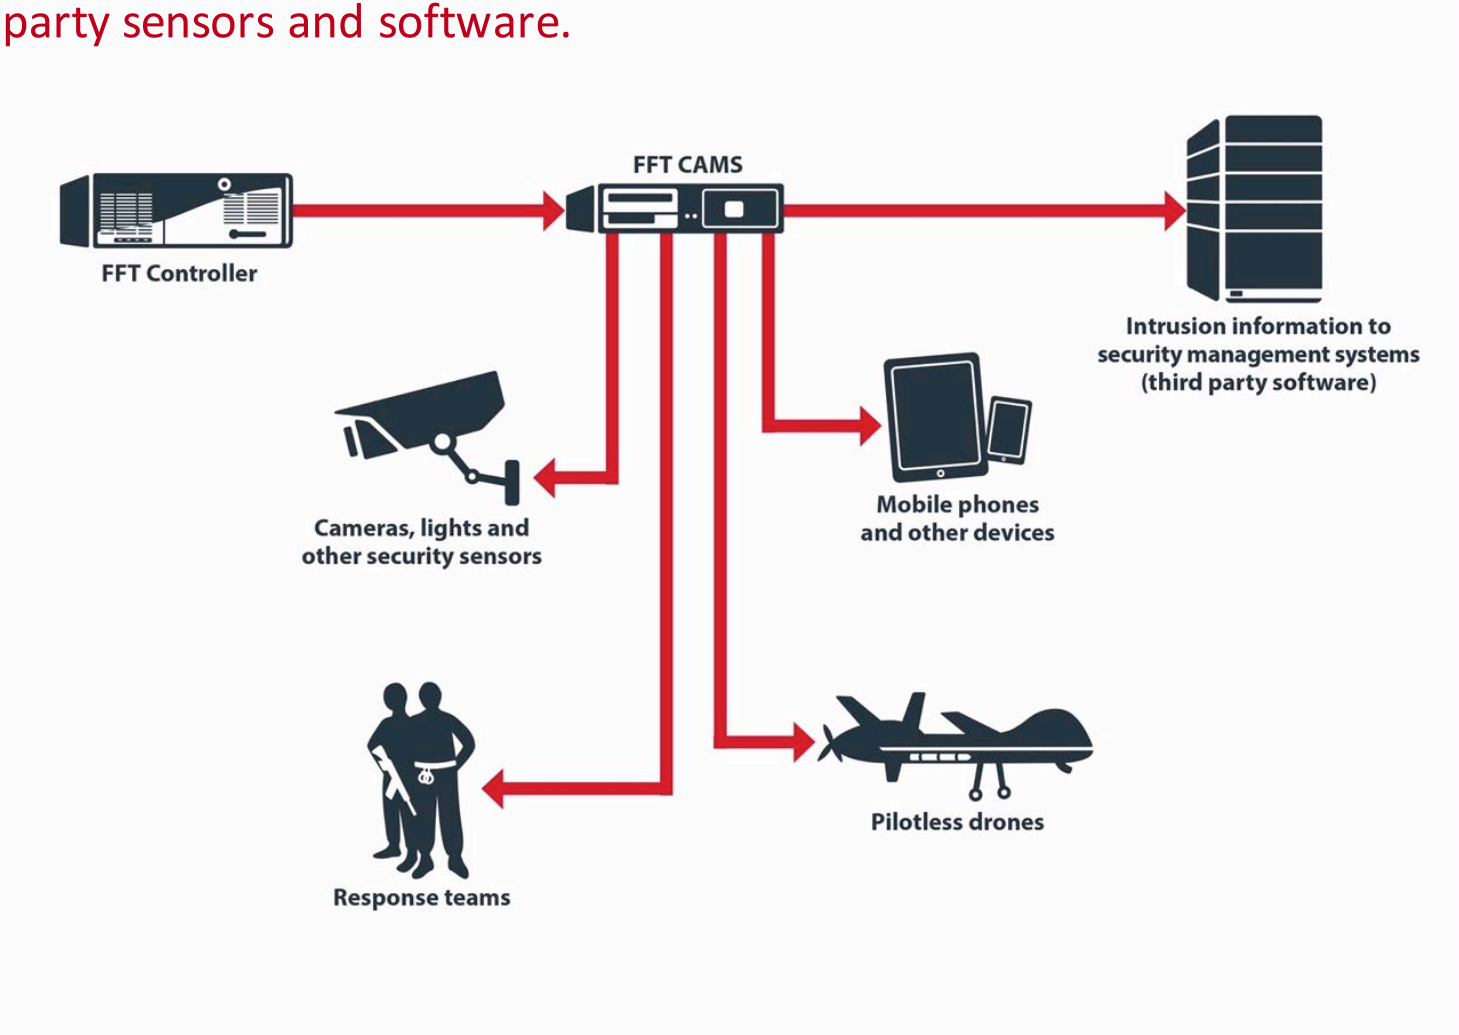 party sensors and software.
FFT CAMS
FFT Controller
Intrusion information to
security management systems
(third party software)
Mobile phones
and other devices
Cameras, lights and
other security sensors
Pilotless drones
Response teams